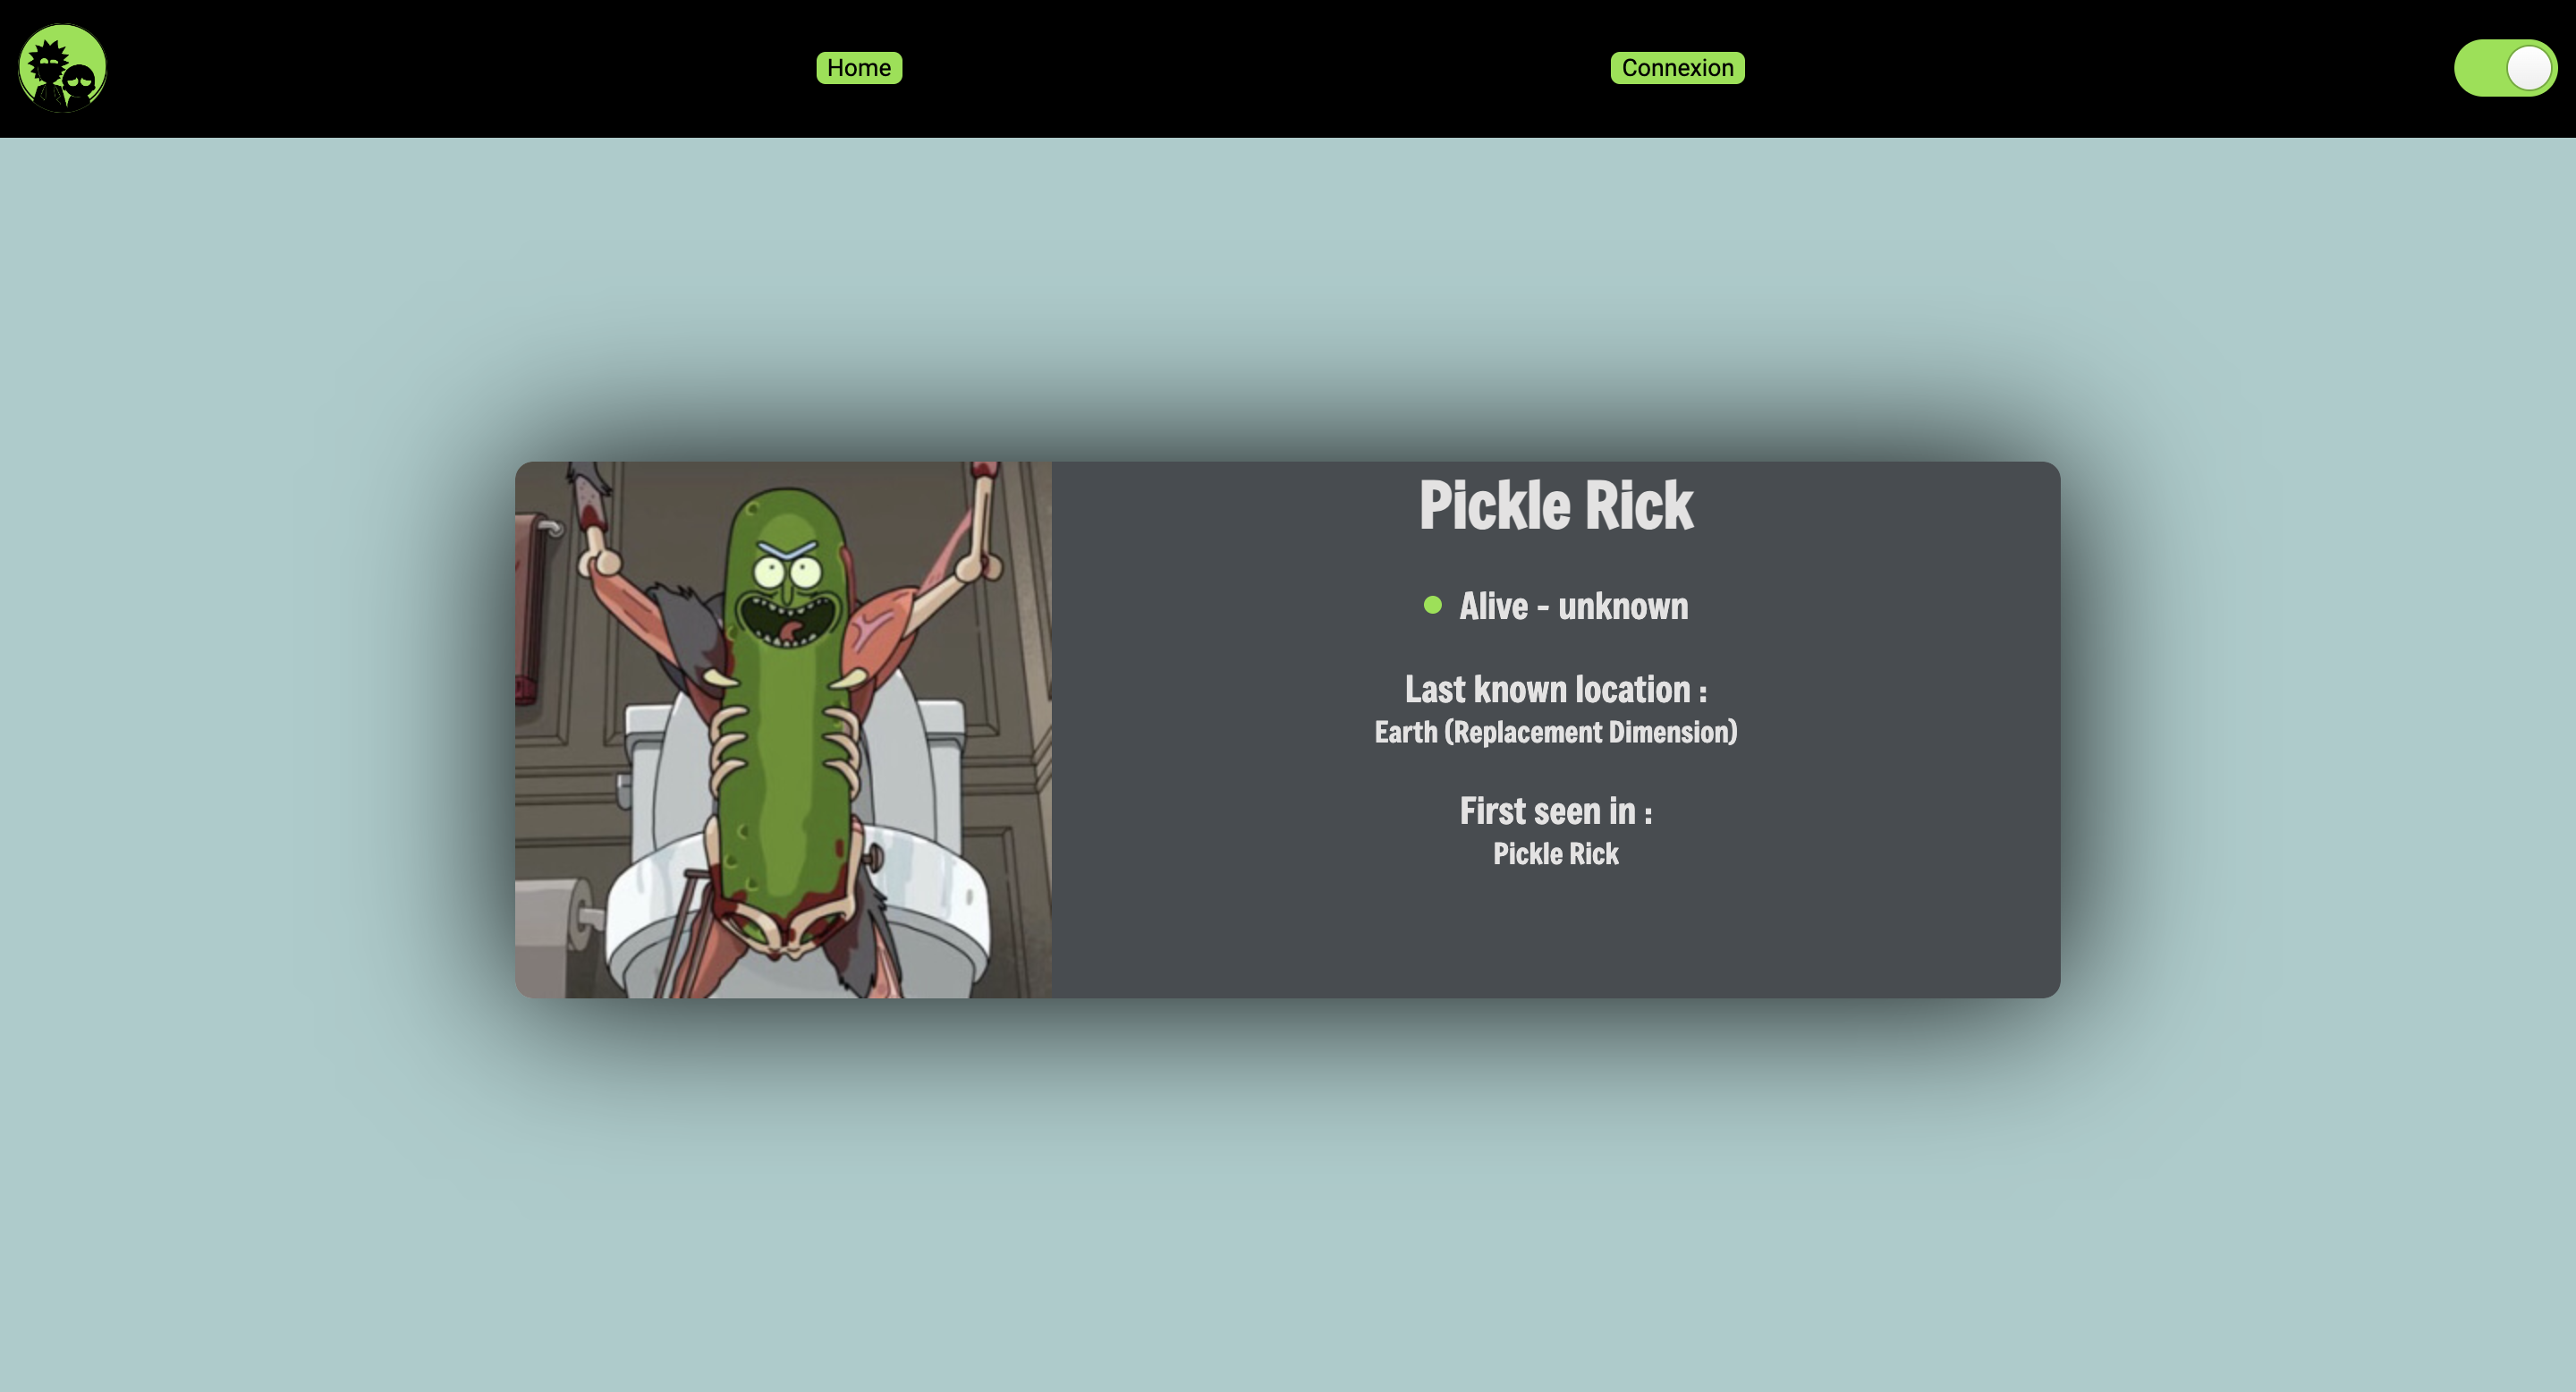 Home
Connexion
Pickle Rick
Alive - unknown
Last known location :
Earth (Replacement Dimension)
First seen in :
Pickle Rick